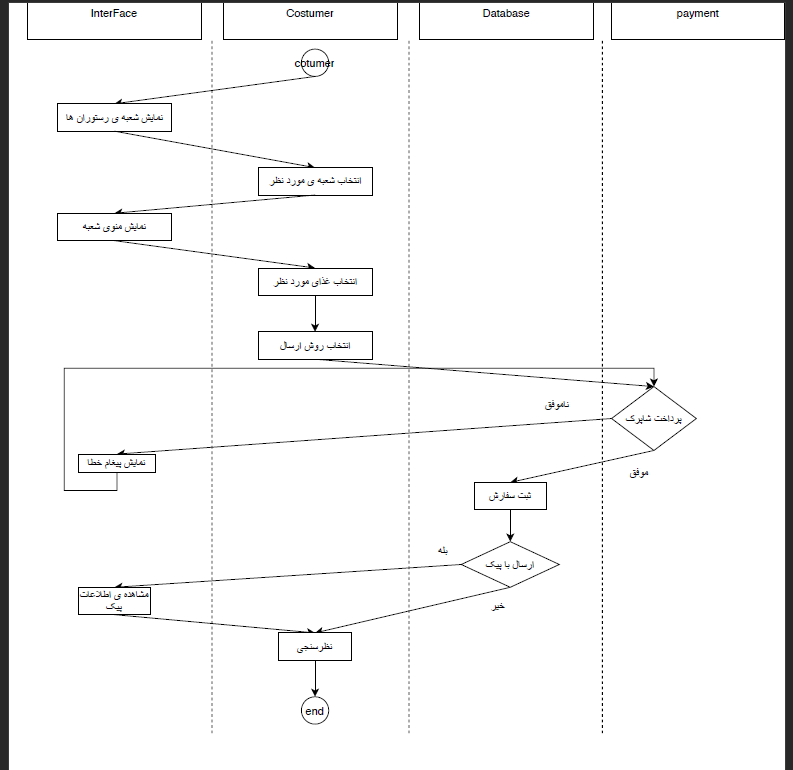 InterFace
Costumer
Database
payment
cotumer
نمایش شعبه ی رستوران ها
انتخاب شعبه ی مورد نظر
نمایش منوی شعبه
انتخاب غذای مورد نظر
انتخاب روش ارسال
ناموفق
پرداخت شاپرک
نمایش پیغام خطا
موفق
ثبت سفارش
بله
ارسال با پیک
مشاهده ی اطلاعات
پیک
خیر
نظرسنجی
end